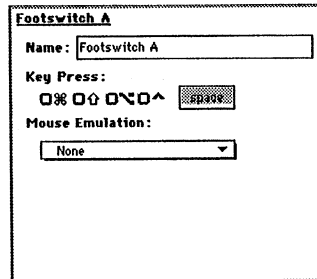 Footswitch A
Name: Footswitch A
Key Press:
⌘ ⇧ ⌥ ^ space
Mouse Emulation:
None